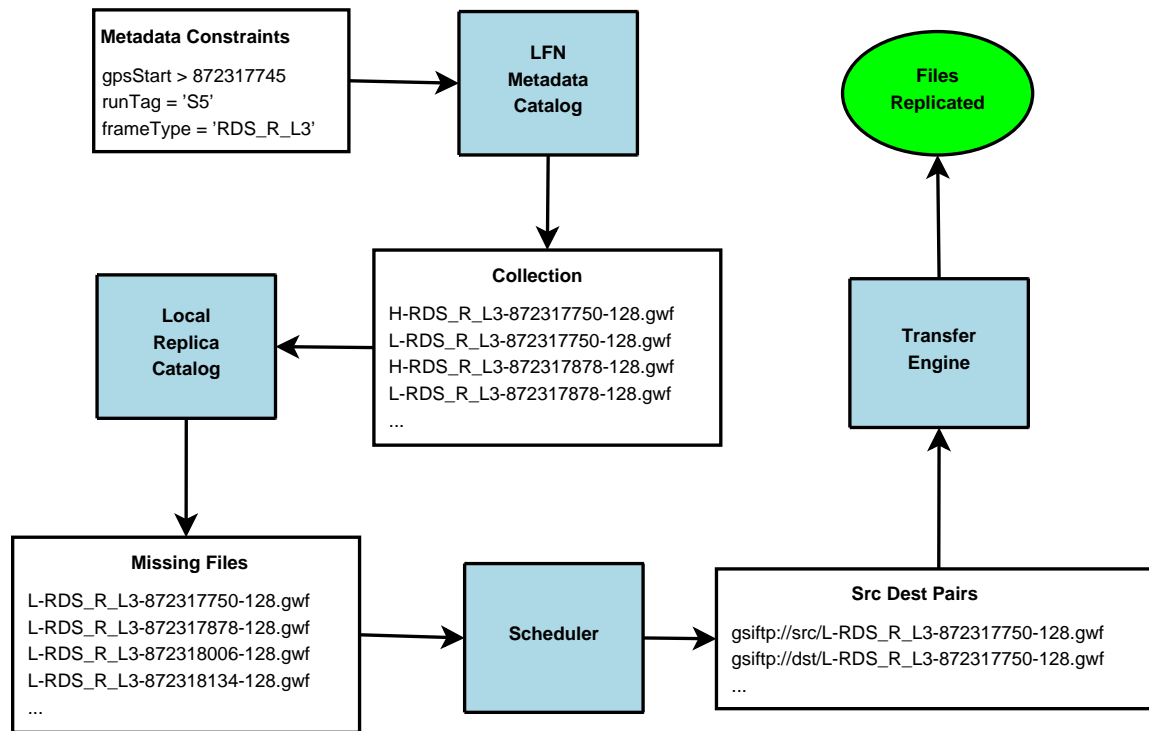 Metadata Constraints
gpsStart > 872317745
runTag = ’S5’
frameType = ’RDS_R_L3’
LFN
Metadata
Catalog
Files
Replicated
Collection
H-RDS_R_L3-872317750-128.gwf
L-RDS_R_L3-872317750-128.gwf
H-RDS_R_L3-872317878-128.gwf
L-RDS_R_L3-872317878-128.gwf
...
Local
Replica
Catalog
Transfer
Engine
Missing Files
L-RDS_R_L3-872317750-128.gwf
L-RDS_R_L3-872317878-128.gwf
L-RDS_R_L3-872318006-128.gwf
L-RDS_R_L3-872318134-128.gwf
...
Scheduler
Src Dest Pairs
gsiftp://src/L-RDS_R_L3-872317750-128.gwf
gsiftp://dst/L-RDS_R_L3-872317750-128.gwf
...